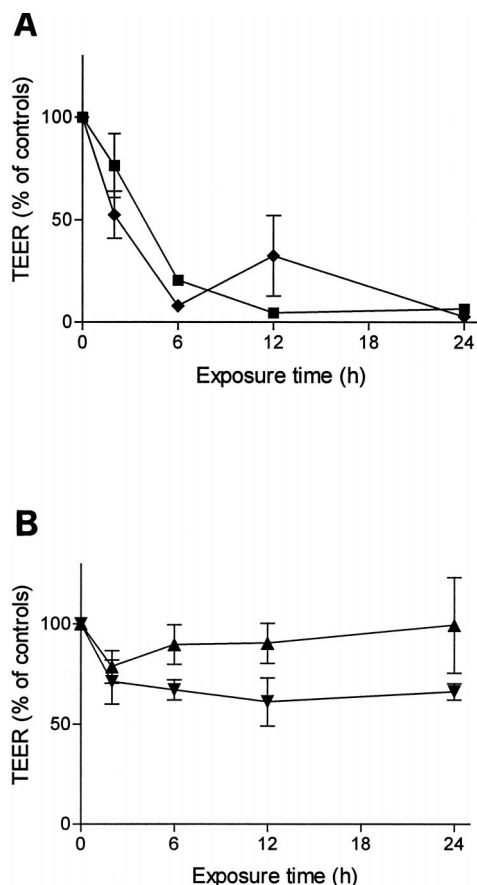 A
TEER (% of controls)
100
50
0
0 6 12 18 24
Exposure time (h)
B
TEER (% of controls)
100
50
0
0 6 12 18 24
Exposure time (h)